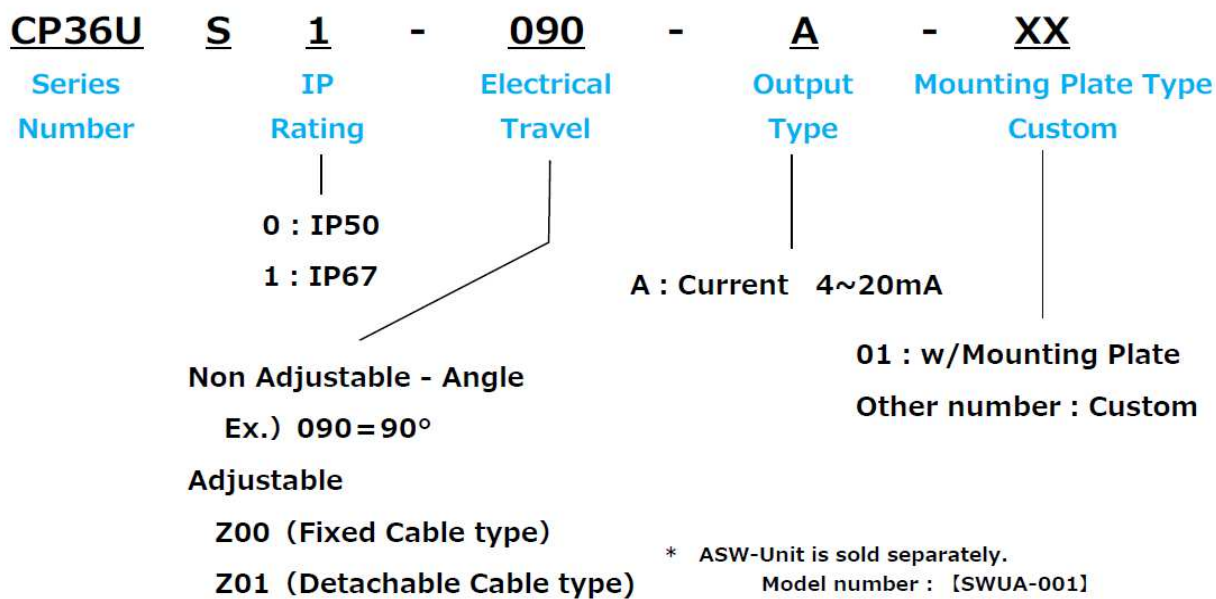 CP36U S 1 - 090 - A - XX
Series IP Electrical Output Mounting Plate Type
Number Rating Travel Type Custom
0 : IP50
1 : IP67
A : Current 4~20mA
01 : w/Mounting Plate
Other number : Custom
Non Adjustable - Angle
Ex.）090＝90°
Adjustable
Z00（Fixed Cable type）
Z01（Detachable Cable type）
* ASW-Unit is sold separately.
Model number : 【SWUA-001】